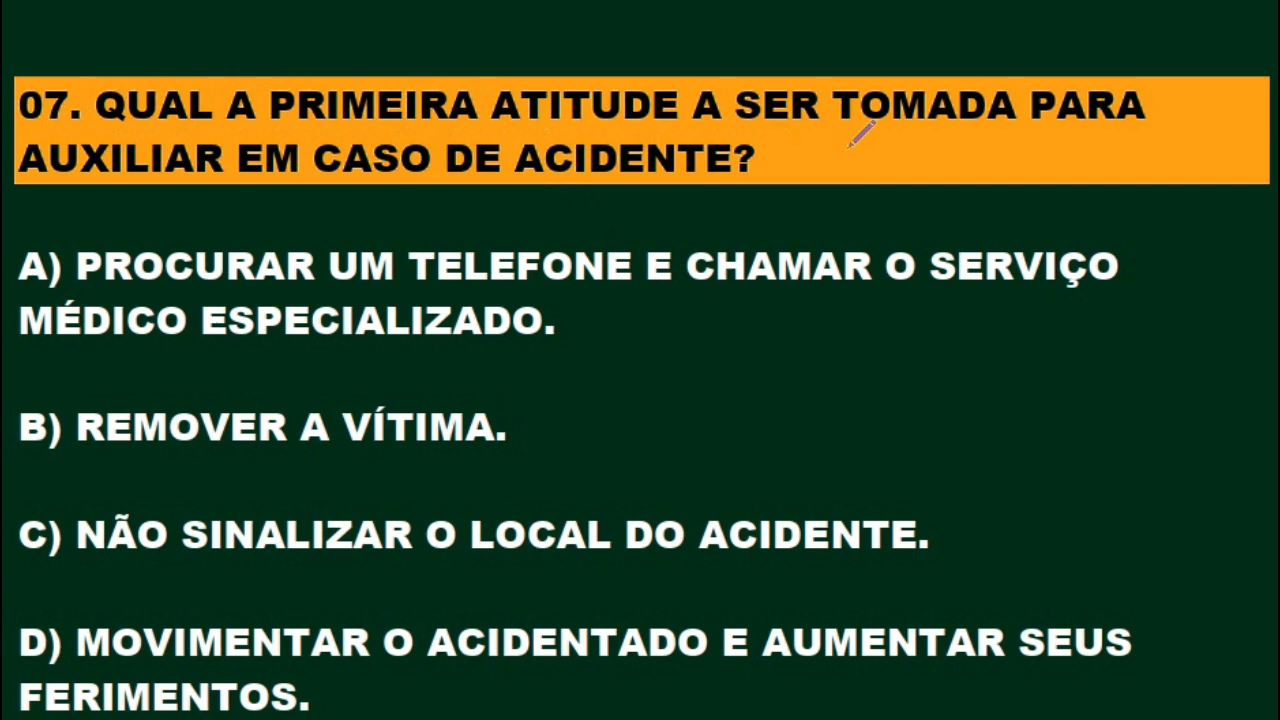 07. QUAL A PRIMEIRA ATITUDE A SER TOMADA PARA
AUXILIAR EM CASO DE ACIDENTE?
A) PROCURAR UM TELEFONE E CHAMAR O SERVIÇO
MÉDICO ESPECIALIZADO.
B) REMOVER A VÍTIMA.
C) NÃO SINALIZAR O LOCAL DO ACIDENTE.
D) MOVIMENTAR O ACIDENTADO E AUMENTAR SEUS
FERIMENTOS.